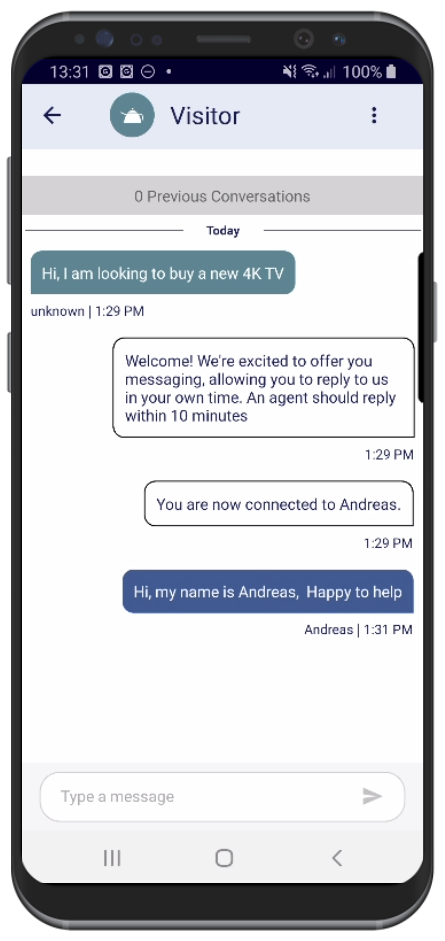 13:31
100%
Visitor
0 Previous Conversations
Today
Hi, I am looking to buy a new 4K TV
unknown | 1:29 PM
Welcome! We're excited to offer you
messaging, allowing you to reply to us
in your own time. An agent should reply
within 10 minutes
1:29 PM
You are now connected to Andreas.
1:29 PM
Hi, my name is Andreas,  Happy to help
Andreas | 1:31 PM
Type a message